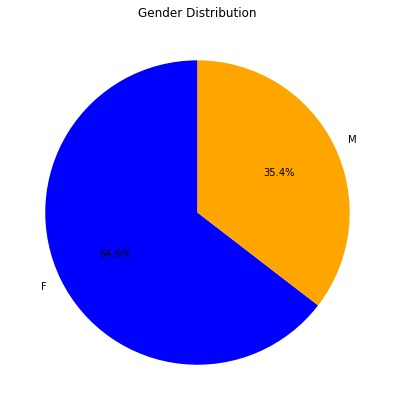 Gender Distribution
M
35.4%
64.6%
F